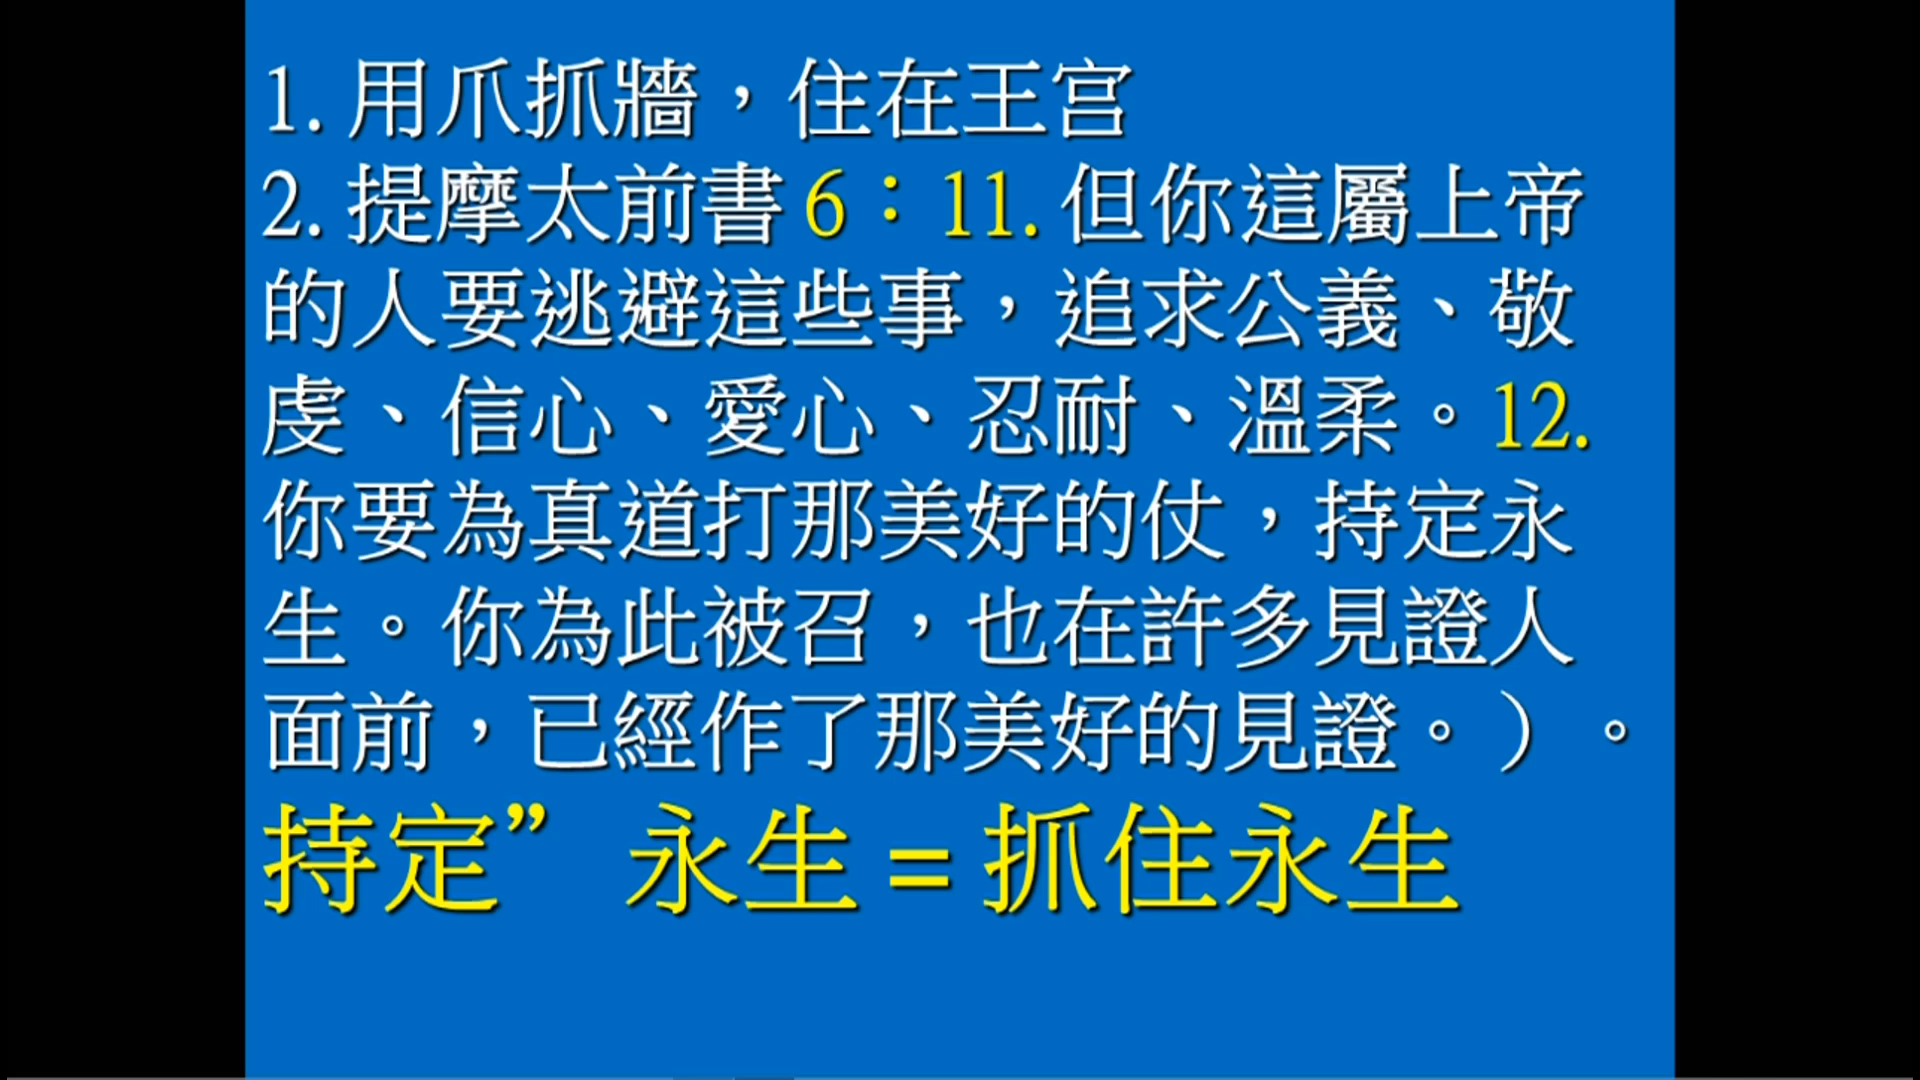 1. 用爪抓牆，住在王宫
2. 提摩太前書 6：11. 但你這屬上帝
的人要逃避這些事，追求公義、敬
虔、信心、愛心、忍耐、溫柔。12.
你要為真道打那美好的仗，持定永
生。你為此被召，也在許多見證人
面前，已經作了那美好的見證。）。
持定” 永生 = 抓住永生